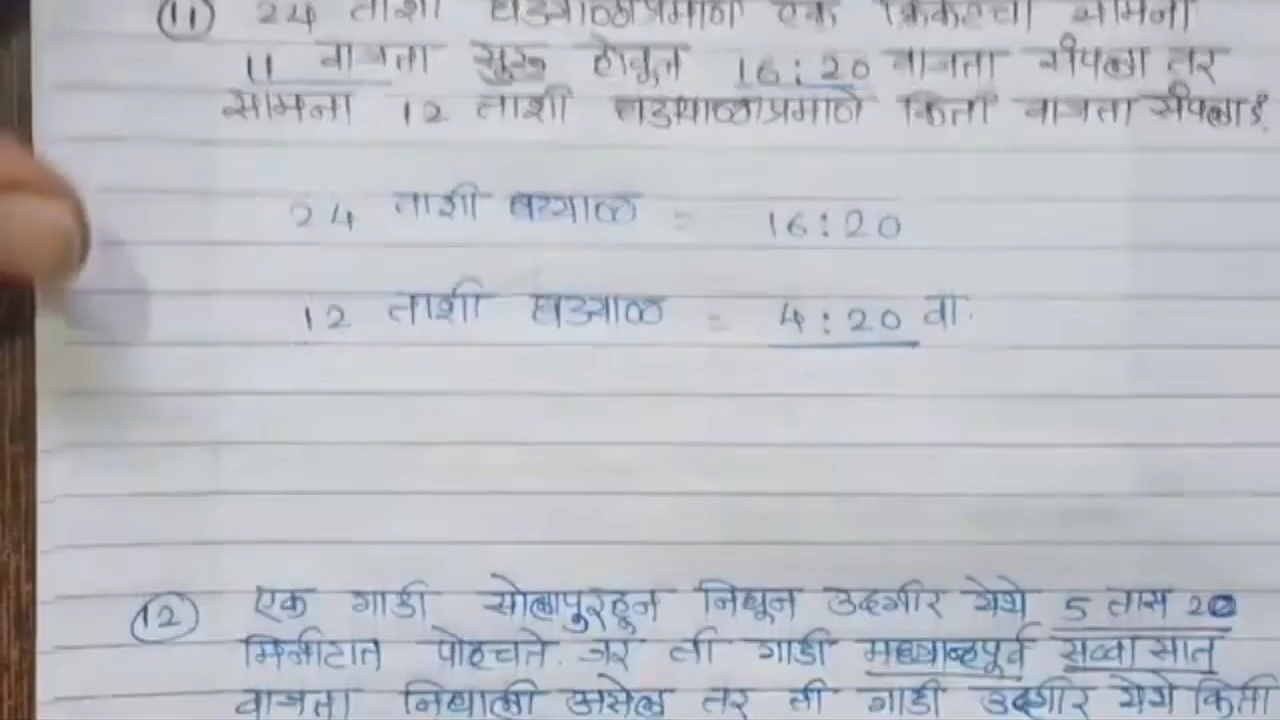 (11) 24 ताशी घड्याळाप्रमाणे एक क्रिकेटचा सामना
11 वाजता सुरू होवून 16:20 वाजता संपला तर
सामना 12 ताशी घड्याळाप्रमाणे किती वाजता संपला?
24 ताशी घड्याळ = 16:20
12 ताशी घड्याळ = 4:20 वा.
(12) एक गाडी सोलापुरहून निघून उदगीर येथे 5 तास 20
मिनीटात पोहचते. जर ती गाडी मध्यान्हपूर्व सव्वा सात
वाजता निघाली असेल तर ती गाडी उदगीर येथे किती